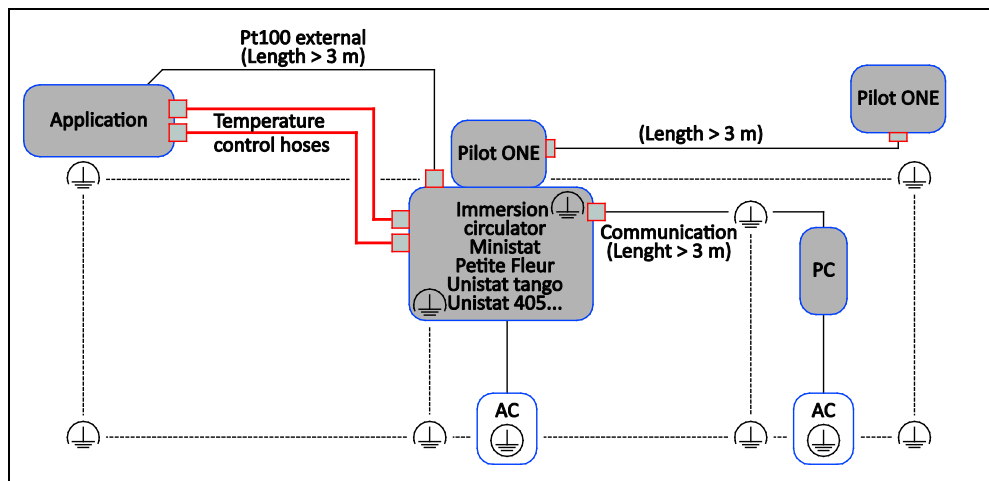 Pt100 external
(Length > 3 m)
Application
Temperature
control hoses
Pilot ONE
(Length > 3 m)
Pilot ONE
Immersion
circulator
Ministat
Petite Fleur
Unistat tango
Unistat 405...
Communication
(Lenght > 3 m)
PC
AC
AC